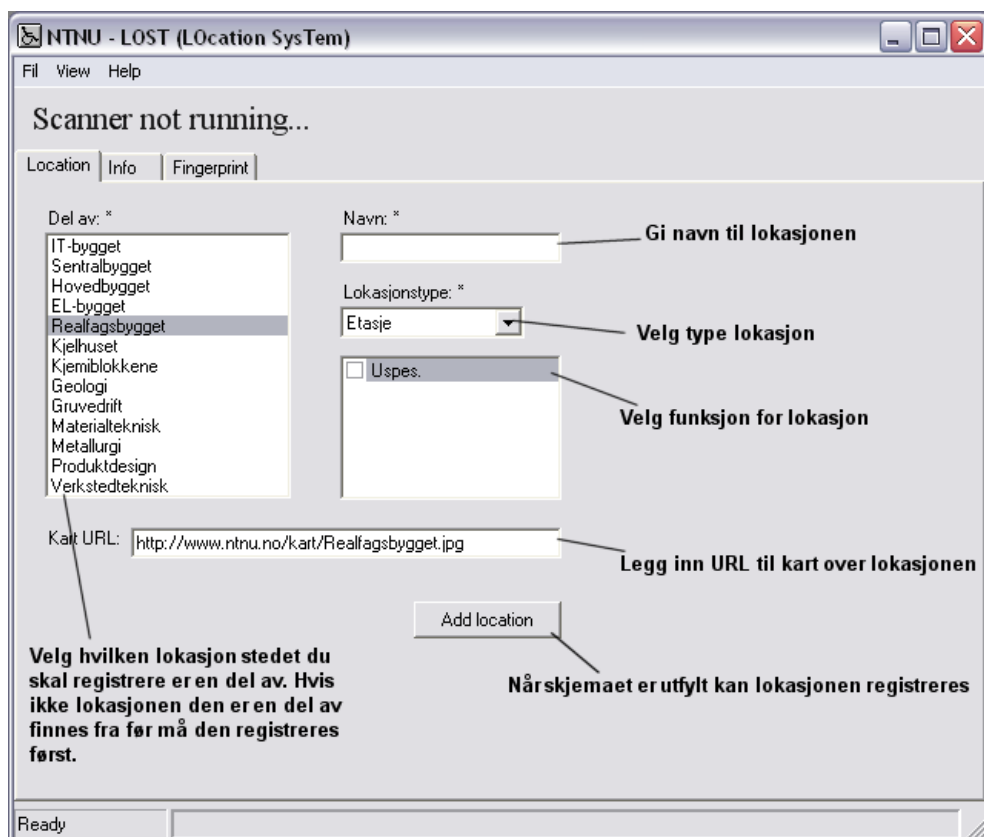 NTNU - LOST (LOcation SysTem)
Fil View Help
Scanner not running...
Location Info Fingerprint
Del av: *
IT-bygget
Sentralbygget
Hovedbygget
EL-bygget
Realfagsbygget
Kjelhuset
Kjemiblokkene
Geologi
Gruvedrift
Materialteknisk
Metallurgi
Produktdesign
Verkstedteknisk
Navn: *
Gi navn til lokasjonen
Lokasjonstype: *
Etasje
Velg type lokasjon
Uspes.
Velg funksjon for lokasjon
Kart URL: http://www.ntnu.no/kart/Realfagsbygget.jpg
Legg inn URL til kart over lokasjonen
Add location
Når skjemaet er utfylt kan lokasjonen registreres
Velg hvilken lokasjon stedet du
skal registrere er en del av. Hvis
ikke lokasjonen den er en del av
finnes fra før må den registreres
først.
Ready